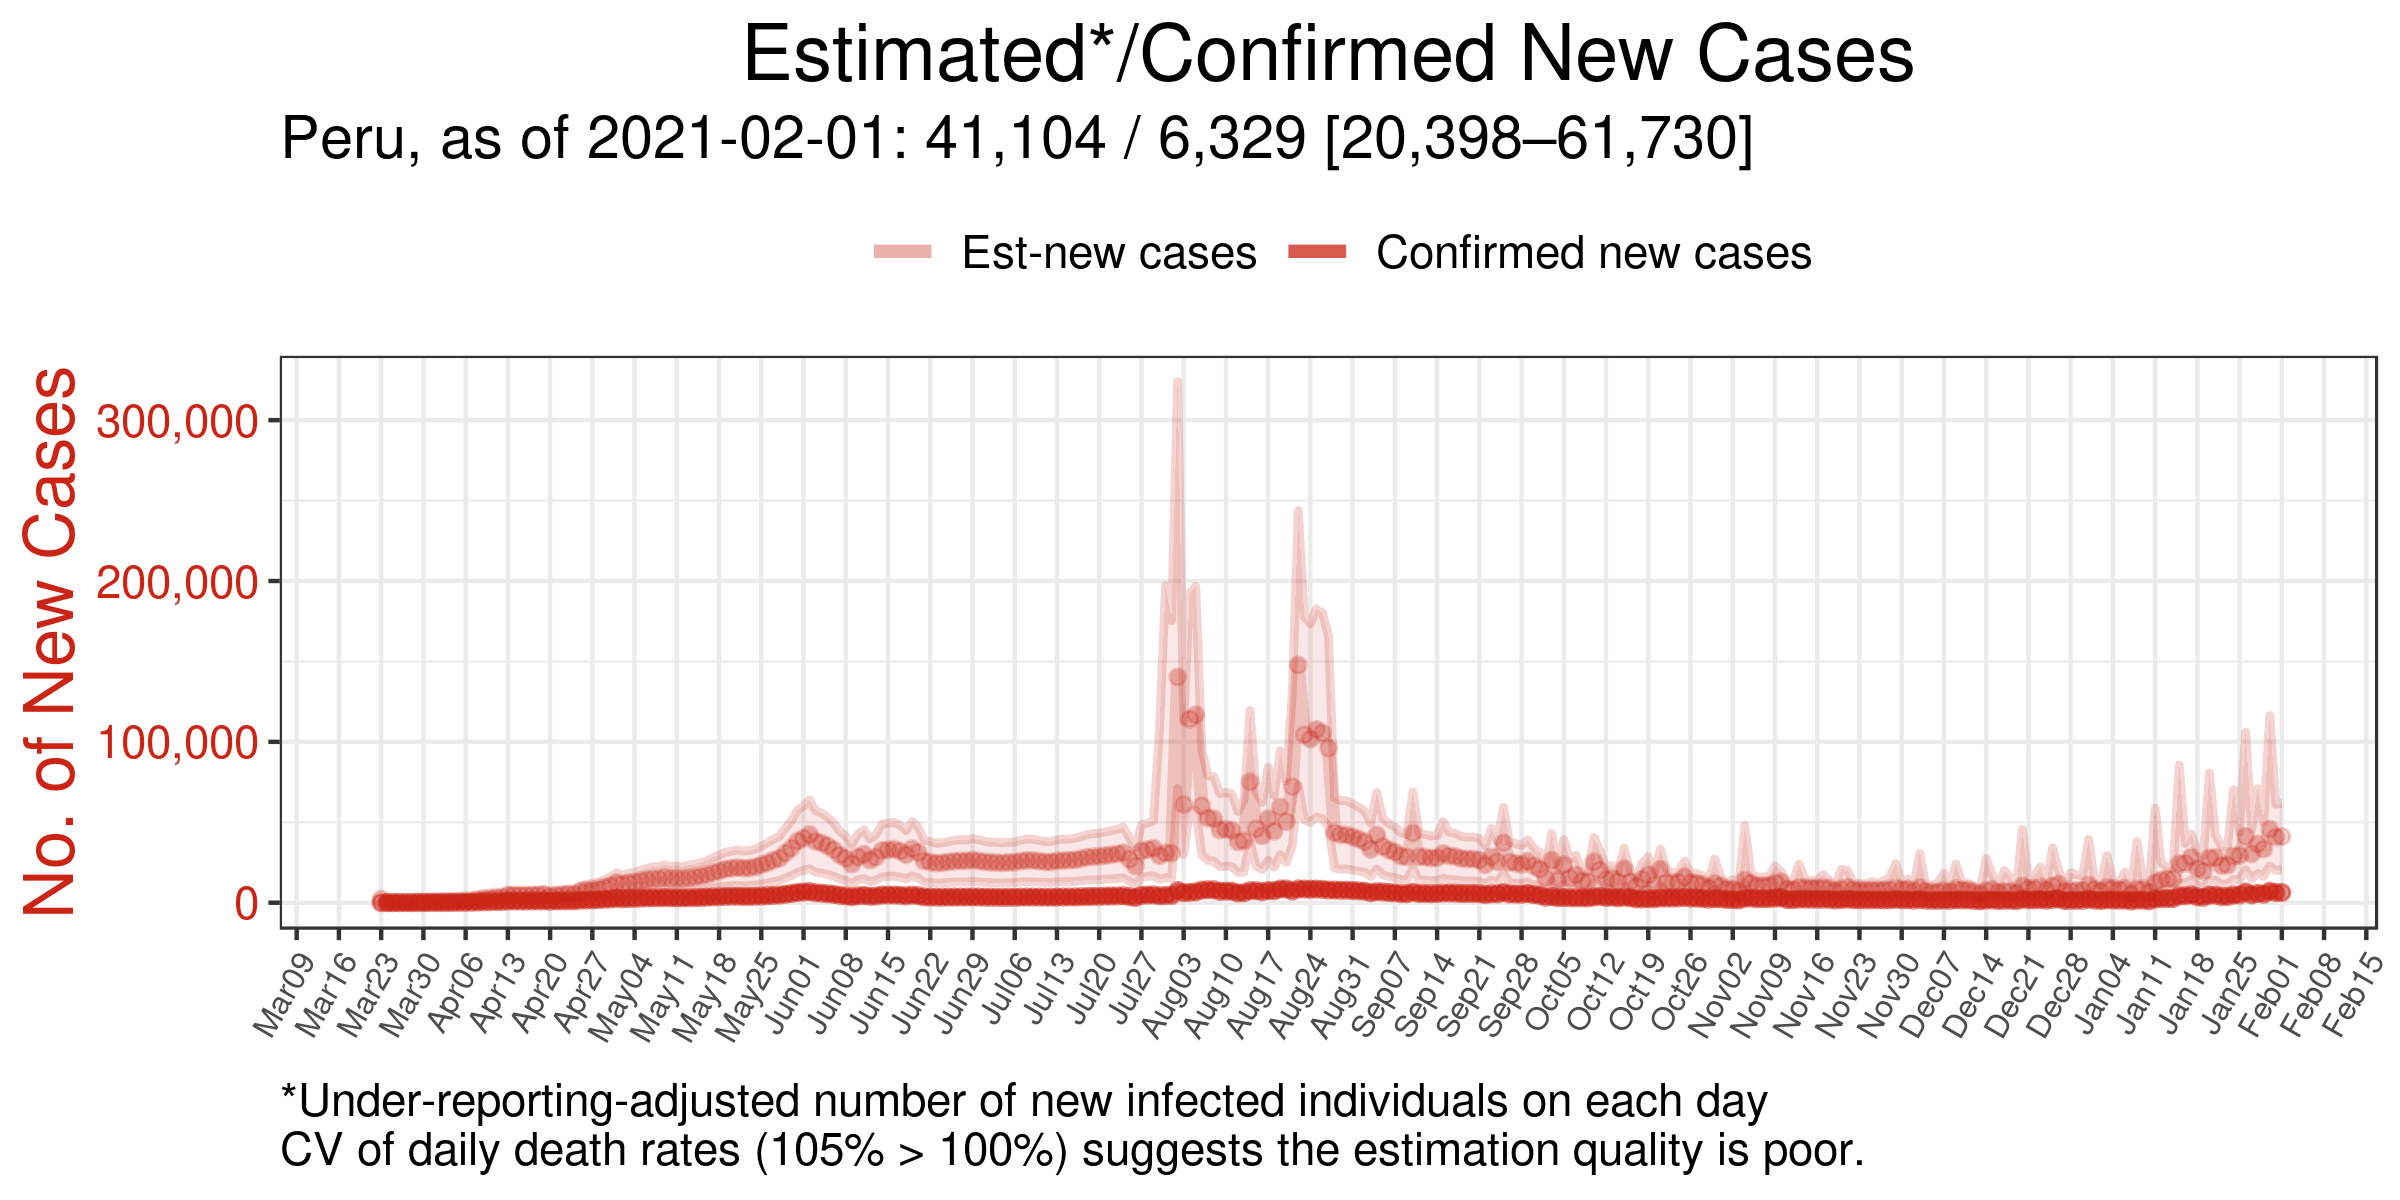 Estimated*/Confirmed New Cases
Peru, as of 2021-02-01: 41,104 / 6,329 [20,398–61,730]
Est-new cases
Confirmed new cases
No. of New Cases
300,000
200,000
100,000
0
Mar09
Mar16
Mar23
Mar30
Apr06
Apr13
Apr20
Apr27
May04
May11
May18
May25
Jun01
Jun08
Jun15
Jun22
Jun29
Jul06
Jul13
Jul20
Jul27
Aug03
Aug10
Aug17
Aug24
Aug31
Sep07
Sep14
Sep21
Sep28
Oct05
Oct12
Oct19
Oct26
Nov02
Nov09
Nov16
Nov23
Nov30
Dec07
Dec14
Dec21
Dec28
Jan04
Jan11
Jan18
Jan25
Feb01
Feb08
Feb15
*Under-reporting-adjusted number of new infected individuals on each day
CV of daily death rates (105% > 100%) suggests the estimation quality is poor.